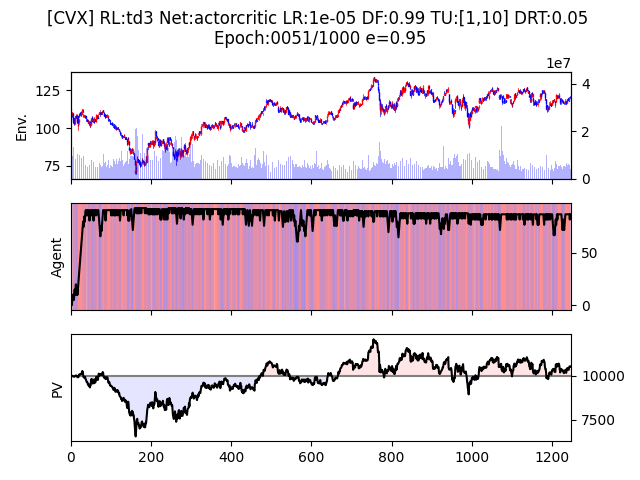 [CVX] RL:td3 Net:actorcritic LR:1e-05 DF:0.99 TU:[1,10] DRT:0.05
Epoch:0051/1000 e=0.95
1e7
Env.
125
100
75
4
2
0
Agent
50
0
PV
10000
7500
0 200 400 600 800 1000 1200